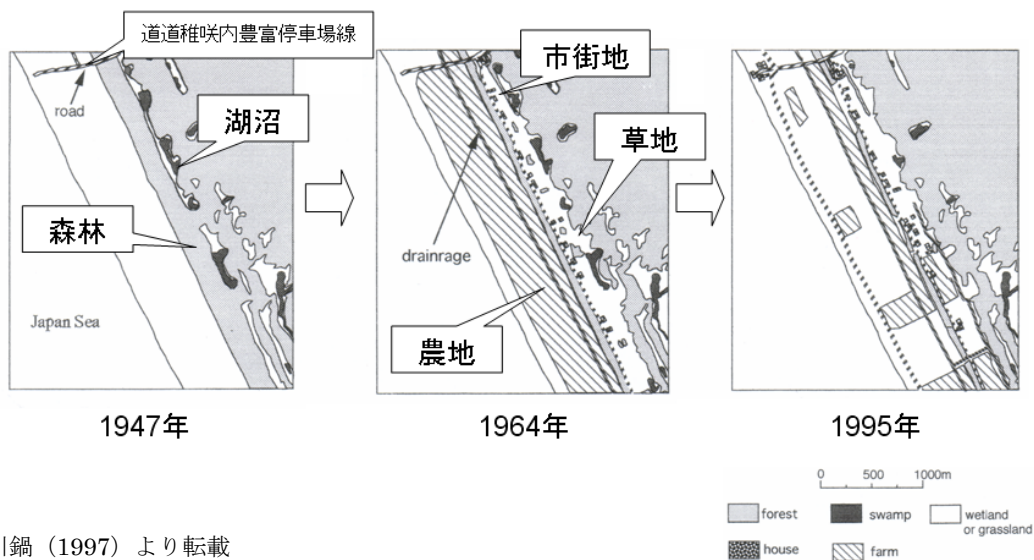 道道稚咲内豊富停車場線
road
湖沼
森林
Japan Sea
1947年
市街地
草地
drainrage
農地
1964年
1995年
0 500 1000m
forest
swamp
wetland
or grassland
house
farm
鍋（1997）より転載